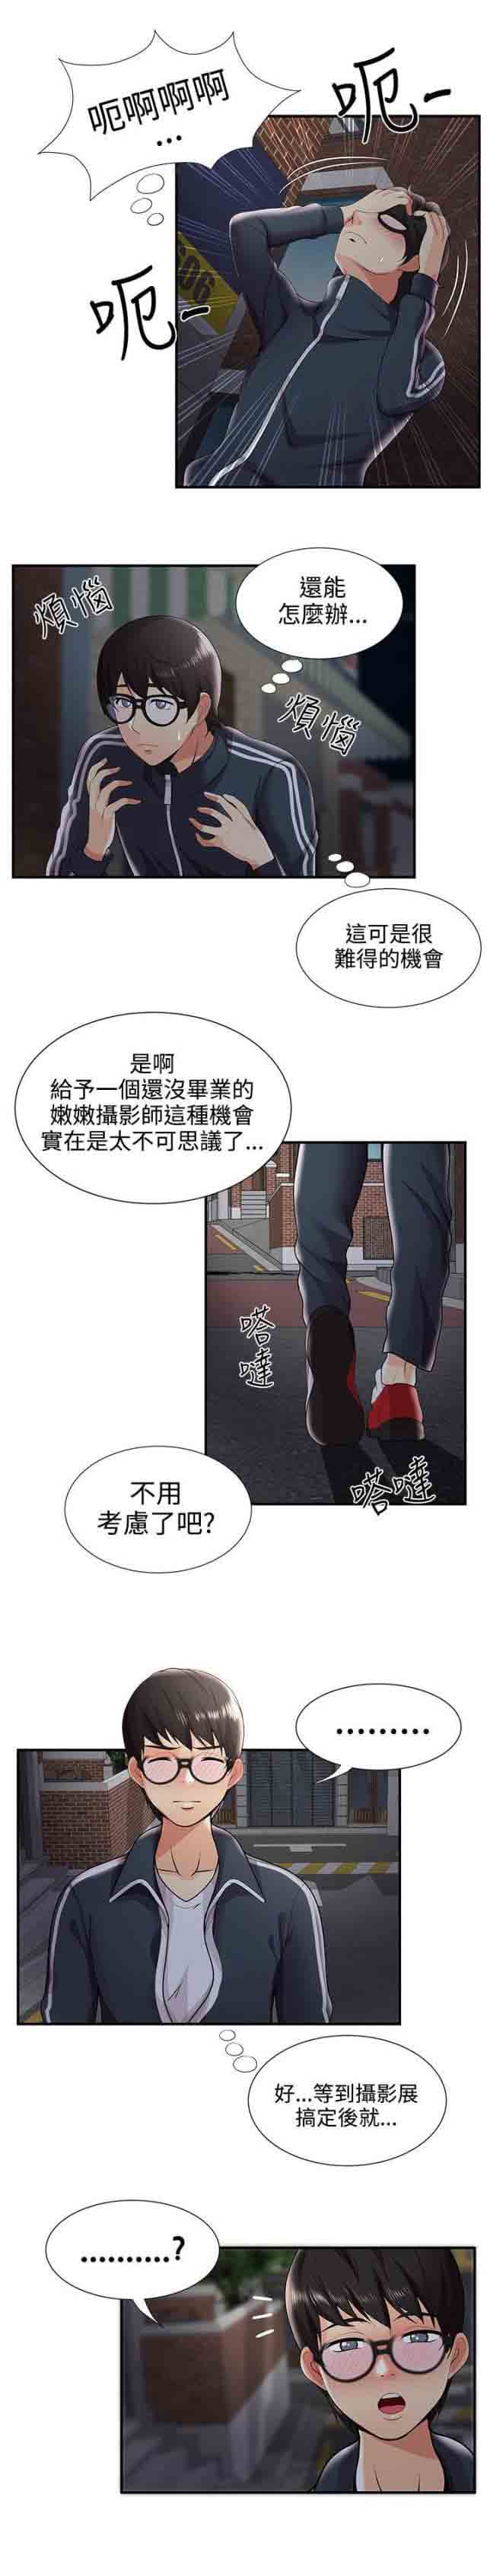 呃啊啊啊
...
呃-
606
呃-
還能
怎麼辦...
煩惱
煩惱
這可是很
難得的機會
是啊
給予一個還沒畢業的
嫩嫩攝影師這種機會
實在是太不可思議了...
嗒
噠
嗒噠
不用
考慮了吧?
.........
好...等到攝影展
搞定後就...
..........?